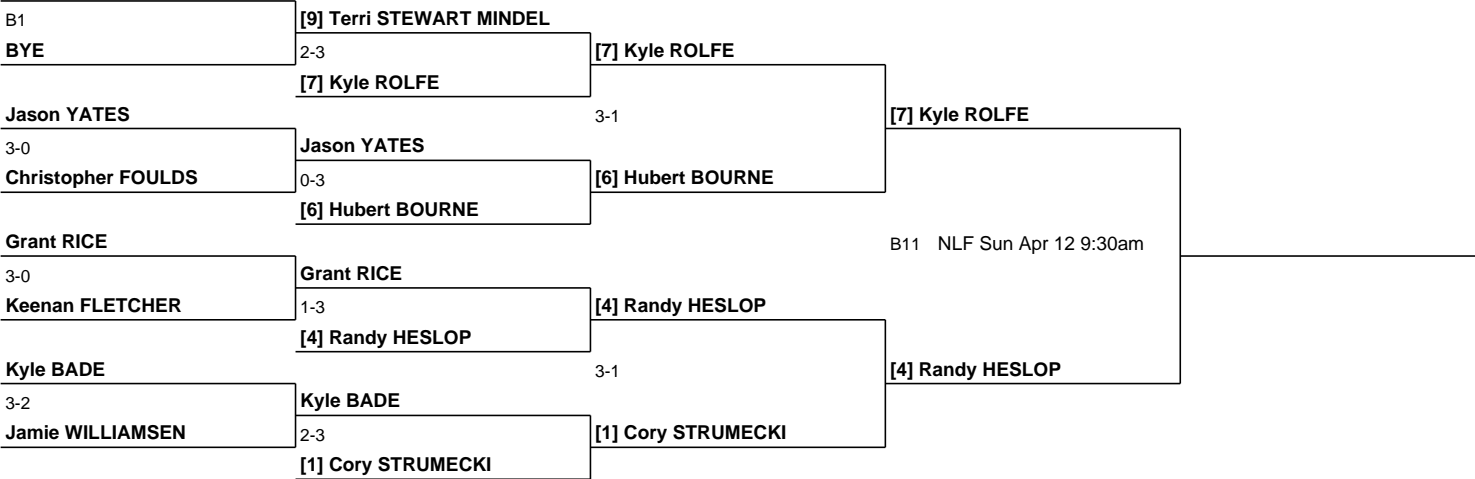 B1
BYE
[9] Terri STEWART MINDEL
2-3
[7] Kyle ROLFE
[7] Kyle ROLFE
Jason YATES
3-0
Christopher FOULDS
Jason YATES
0-3
[6] Hubert BOURNE
3-1
[6] Hubert BOURNE
[7] Kyle ROLFE
Grant RICE
3-0
Keenan FLETCHER
Grant RICE
1-3
[4] Randy HESLOP
[4] Randy HESLOP
Kyle BADE
3-2
Jamie WILLIAMSEN
Kyle BADE
2-3
[1] Cory STRUMECKI
3-1
[1] Cory STRUMECKI
[4] Randy HESLOP
B11 NLF Sun Apr 12 9:30am